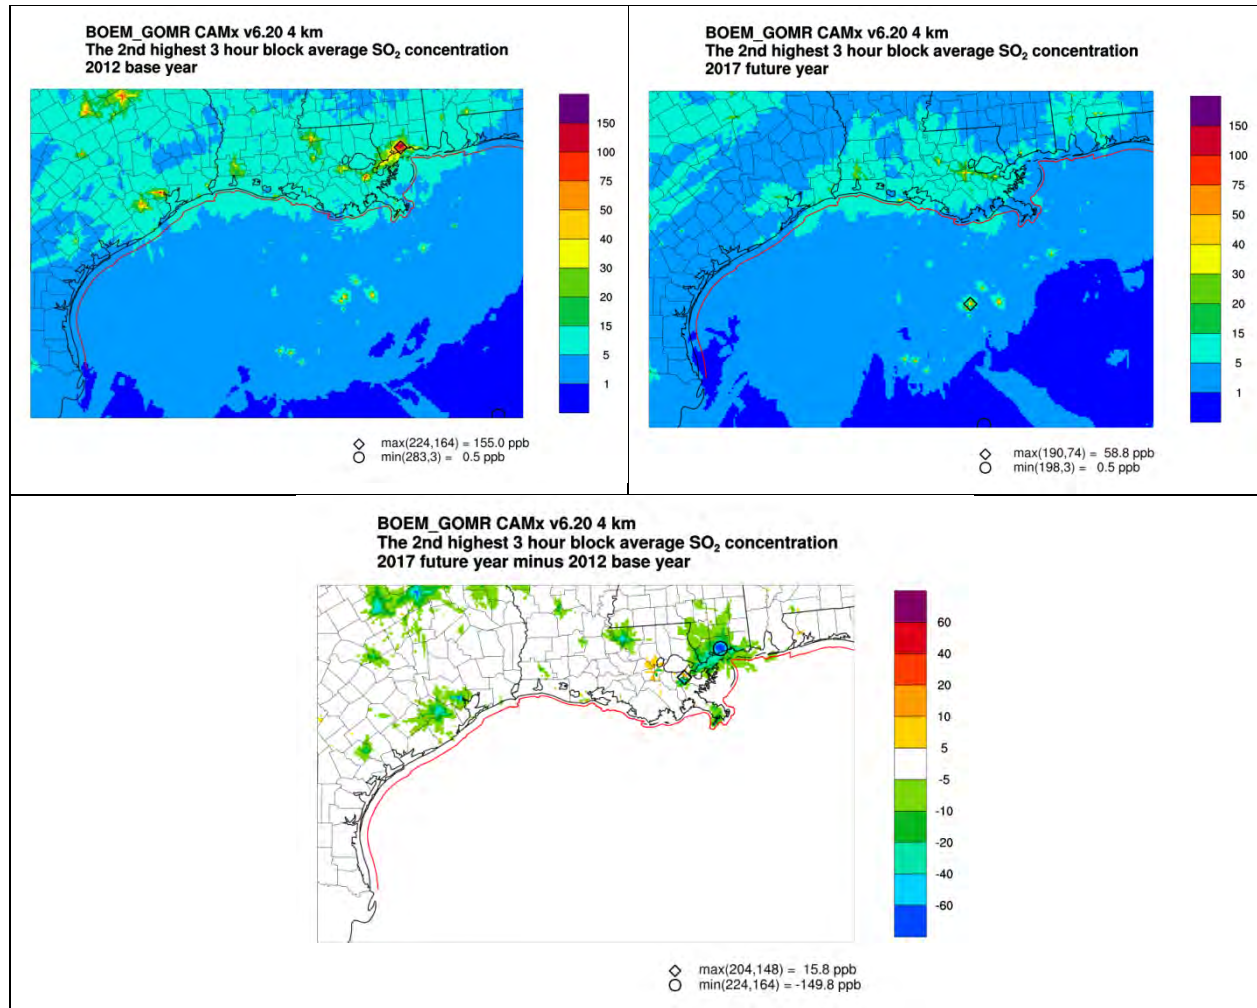 BOEM_GOMR CAMx v6.20 4 km
The 2nd highest 3 hour block average SO₂ concentration
2012 base year
150
100
75
50
40
30
20
15
5
1
max(224,164) = 155.0 ppb
min(283,3) = 0.5 ppb
BOEM_GOMR CAMx v6.20 4 km
The 2nd highest 3 hour block average SO₂ concentration
2017 future year
150
100
75
50
40
30
20
15
5
1
max(190,74) = 58.8 ppb
min(198,3) = 0.5 ppb
BOEM_GOMR CAMx v6.20 4 km
The 2nd highest 3 hour block average SO₂ concentration
2017 future year minus 2012 base year
60
40
20
10
5
-5
-10
-20
-40
-60
max(204,148) = 15.8 ppb
min(224,164) = -149.8 ppb